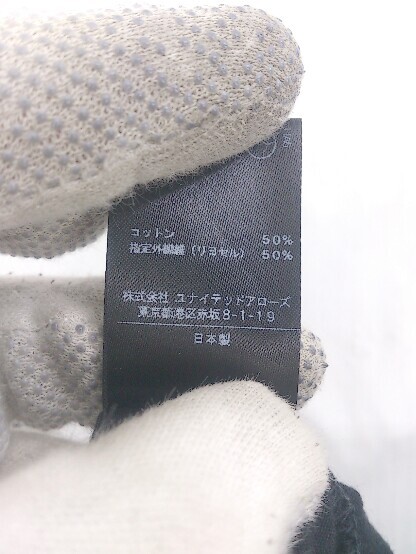 コットン 50%
指定外繊維（リヨセル） 50%
株式会社 ユナイテッドアローズ
東京都港区赤坂8-1-19
日本製